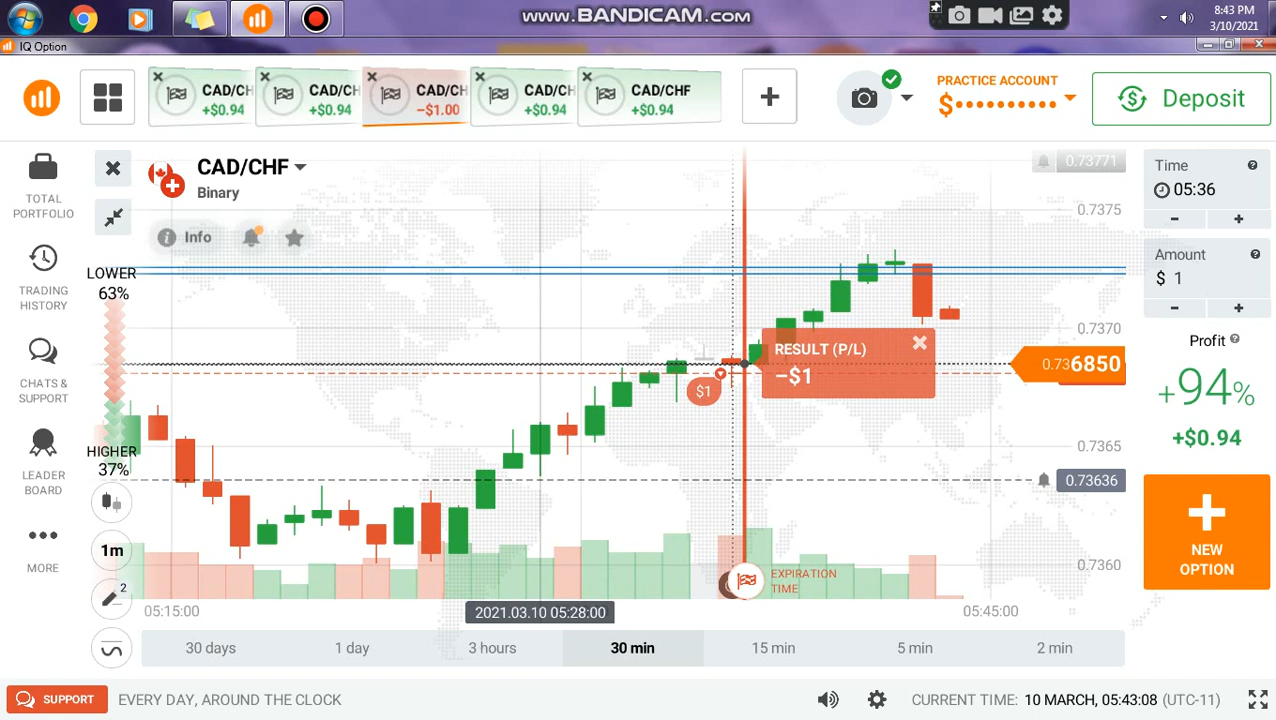 8:43 PM
www.BANDICAM.com
3/10/2021
IQ Option
CAD/CH
+$0.94
CAD/CH
+$0.94
CAD/CH
−$1.00
CAD/CH
+$0.94
CAD/CHF
+$0.94
PRACTICE ACCOUNT
$••••••••••
Deposit
TOTAL
PORTFOLIO
TRADING
HISTORY
CHATS &
SUPPORT
LEADER
BOARD
MORE
CAD/CHF
Binary
Info
LOWER
63%
HIGHER
37%
1m
2
0.73771
0.7375
0.7370
0.736850
0.7365
0.73636
0.7360
RESULT (P/L)
−$1
$1
EXPIRATION
TIME
05:15:00
2021.03.10 05:28:00
05:45:00
30 days
1 day
3 hours
30 min
15 min
5 min
2 min
Time
05:36
-
+
Amount
$ 1
-
+
Profit
+94%
+$0.94
NEW
OPTION
SUPPORT
EVERY DAY, AROUND THE CLOCK
CURRENT TIME: 10 MARCH, 05:43:08 (UTC-11)